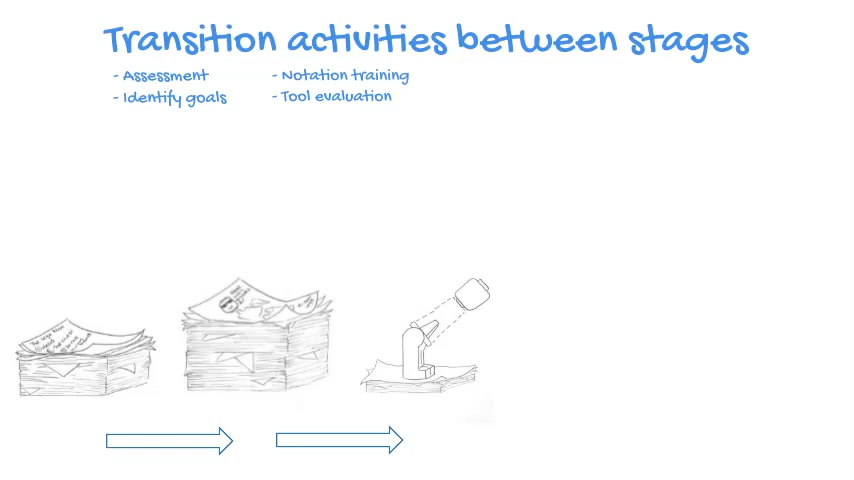 Transition activities between stages
- Assessment
- Identify goals
- Notation training
- Tool evaluation